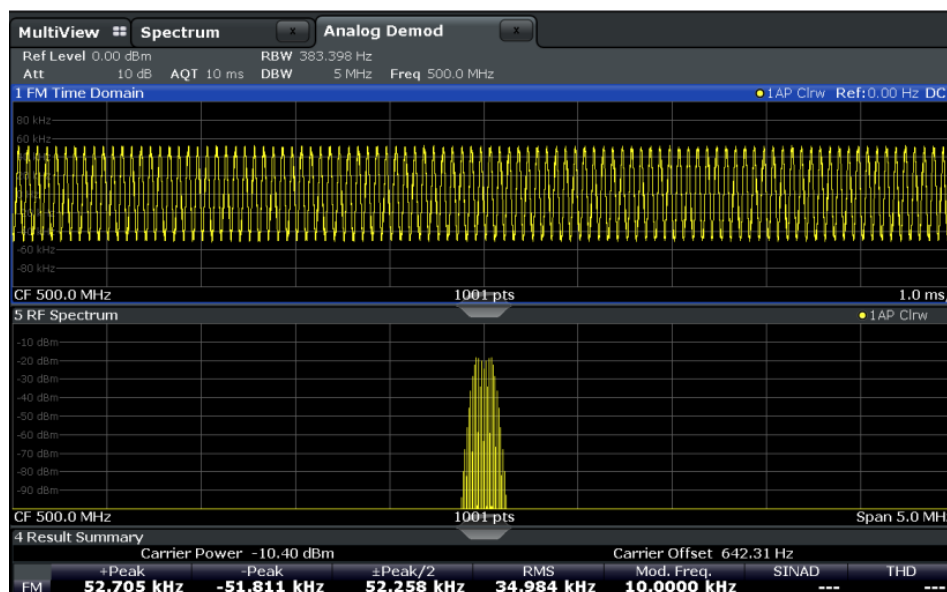 MultiView Spectrum x Analog Demod x
Ref Level 0.00 dBm RBW 383.398 Hz
Att 10 dB AQT 10 ms DBW 5 MHz Freq 500.0 MHz
1 FM Time Domain 1AP Clrw Ref: 0.00 Hz DC
80 kHz
60 kHz
-60 kHz
-80 kHz
CF 500.0 MHz 1001 pts 1.0 ms
5 RF Spectrum 1AP Clrw
-10 dBm
-20 dBm
-30 dBm
-40 dBm
-50 dBm
-60 dBm
-70 dBm
-80 dBm
-90 dBm
CF 500.0 MHz 1001 pts Span 5.0 MH
4 Result Summary
Carrier Power -10.40 dBm Carrier Offset 642.31 Hz
+Peak -Peak ±Peak/2 RMS Mod. Freq. SINAD THD
FM 52.705 kHz -51.811 kHz 52.258 kHz 34.984 kHz 10.0000 kHz --- ---